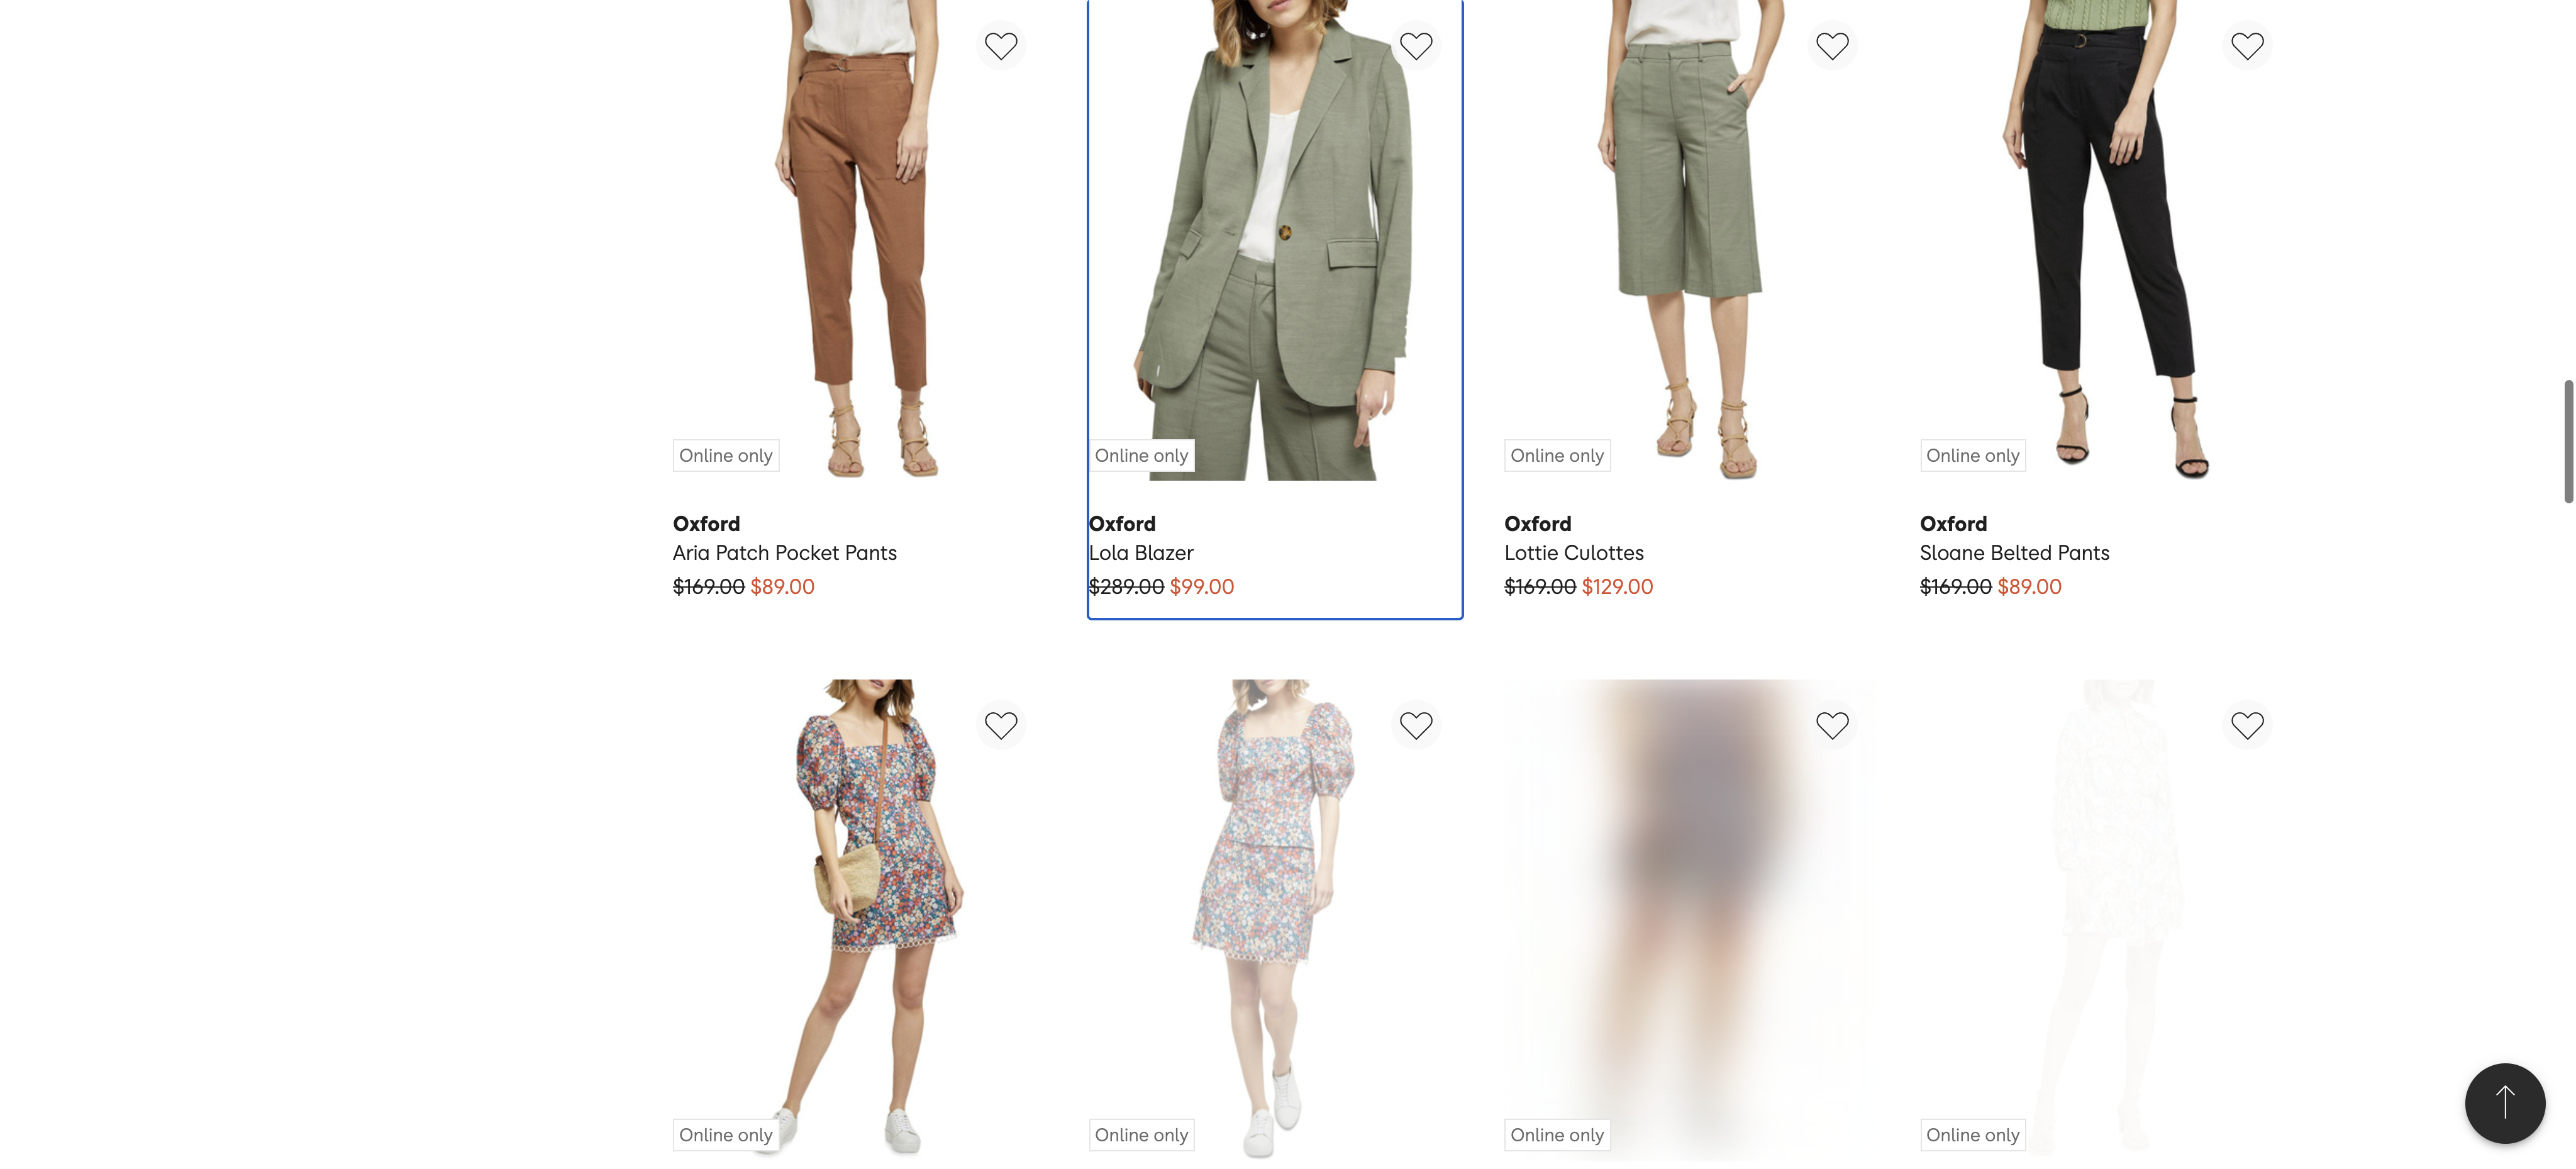 Online only
Online only
Online only
Online only
Oxford
Aria Patch Pocket Pants
$169.00 $89.00
Oxford
Lola Blazer
$289.00 $99.00
Oxford
Lottie Culottes
$169.00 $129.00
Oxford
Sloane Belted Pants
$169.00 $89.00
Online only
Online only
Online only
Online only